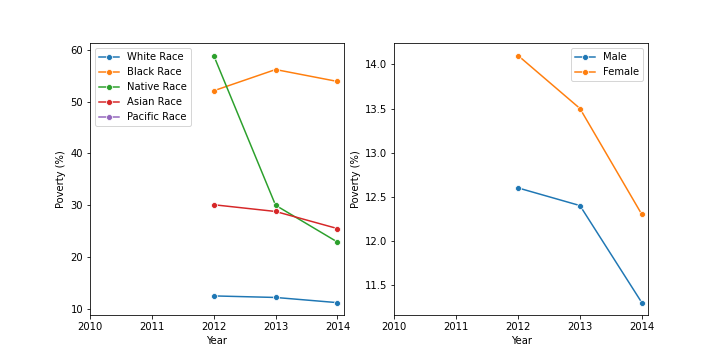 White Race
Black Race
Native Race
Asian Race
Pacific Race
60
50
40
30
20
10
Poverty (%)
2010 2011 2012 2013 2014
Year
Male
Female
14.0
13.5
13.0
12.5
12.0
11.5
Poverty (%)
2010 2011 2012 2013 2014
Year